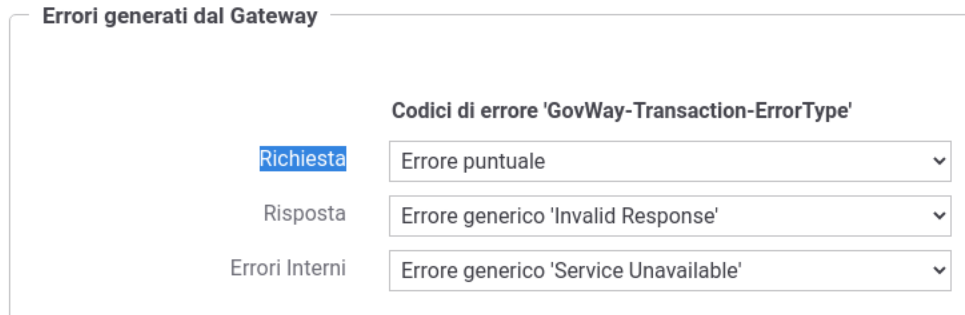 Errori generati dal Gateway
Codici di errore 'GovWay-Transaction-ErrorType'
Richiesta Errore puntuale
Risposta Errore generico 'Invalid Response'
Errori Interni Errore generico 'Service Unavailable'